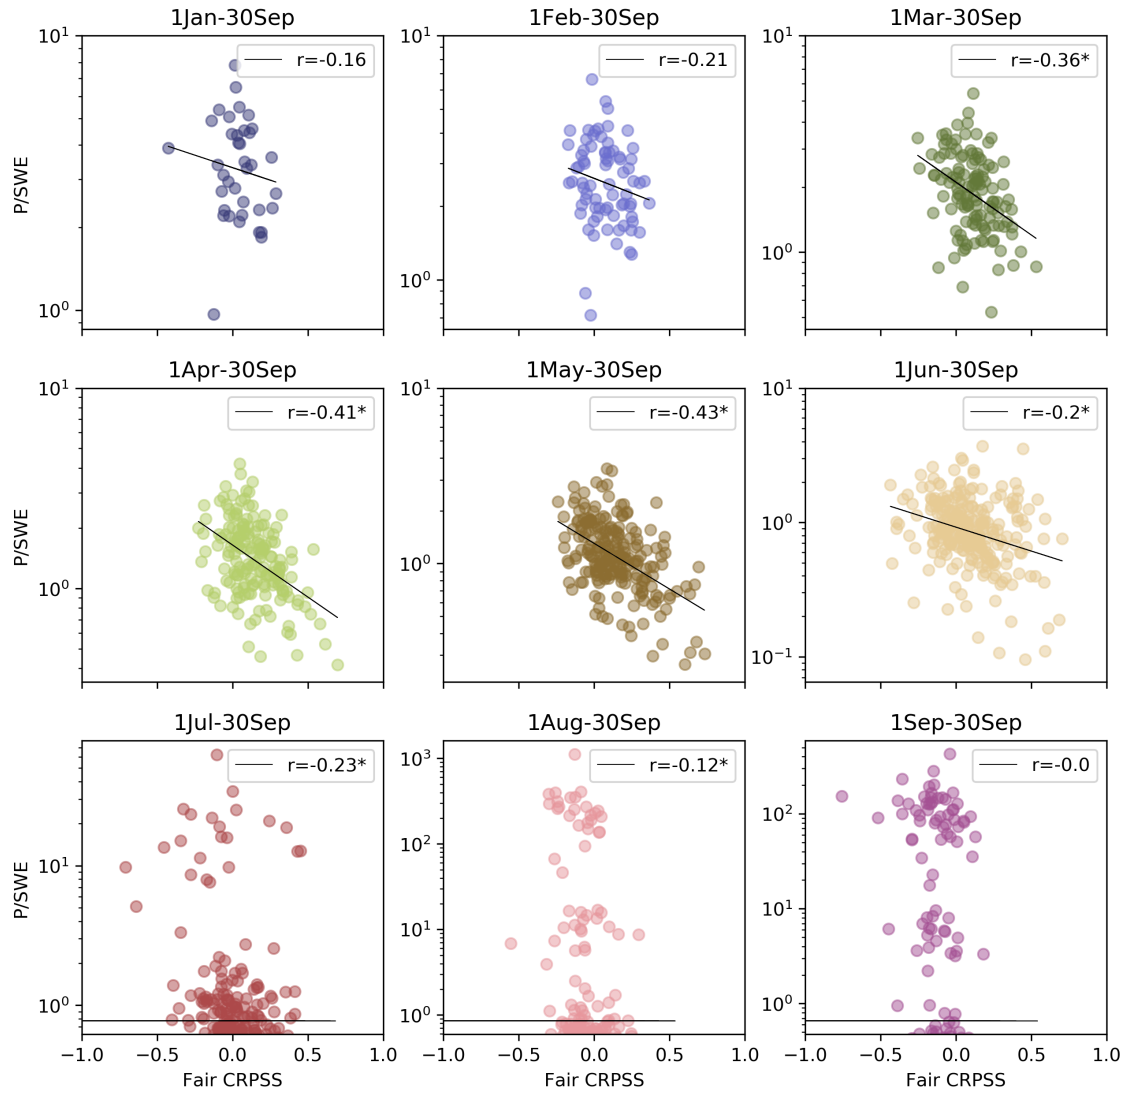 1Jan-30Sep 1Feb-30Sep 1Mar-30Sep
10¹ 10¹ 10¹
r=-0.16 r=-0.21 r=-0.36*
P/SWE
10⁰ 10⁰ 10⁰
1Apr-30Sep 1May-30Sep 1Jun-30Sep
10¹ 10¹ 10¹
r=-0.41* r=-0.43* r=-0.2*
P/SWE
10⁰ 10⁰ 10⁰
10⁻¹
1Jul-30Sep 1Aug-30Sep 1Sep-30Sep
r=-0.23* r=-0.12* r=-0.0
10³
10² 10²
P/SWE
10¹ 10¹ 10¹
10⁰ 10⁰ 10⁰
−1.0 −0.5 0.0 0.5 1.0 −1.0 −0.5 0.0 0.5 1.0 −1.0 −0.5 0.0 0.5 1.0
Fair CRPSS Fair CRPSS Fair CRPSS